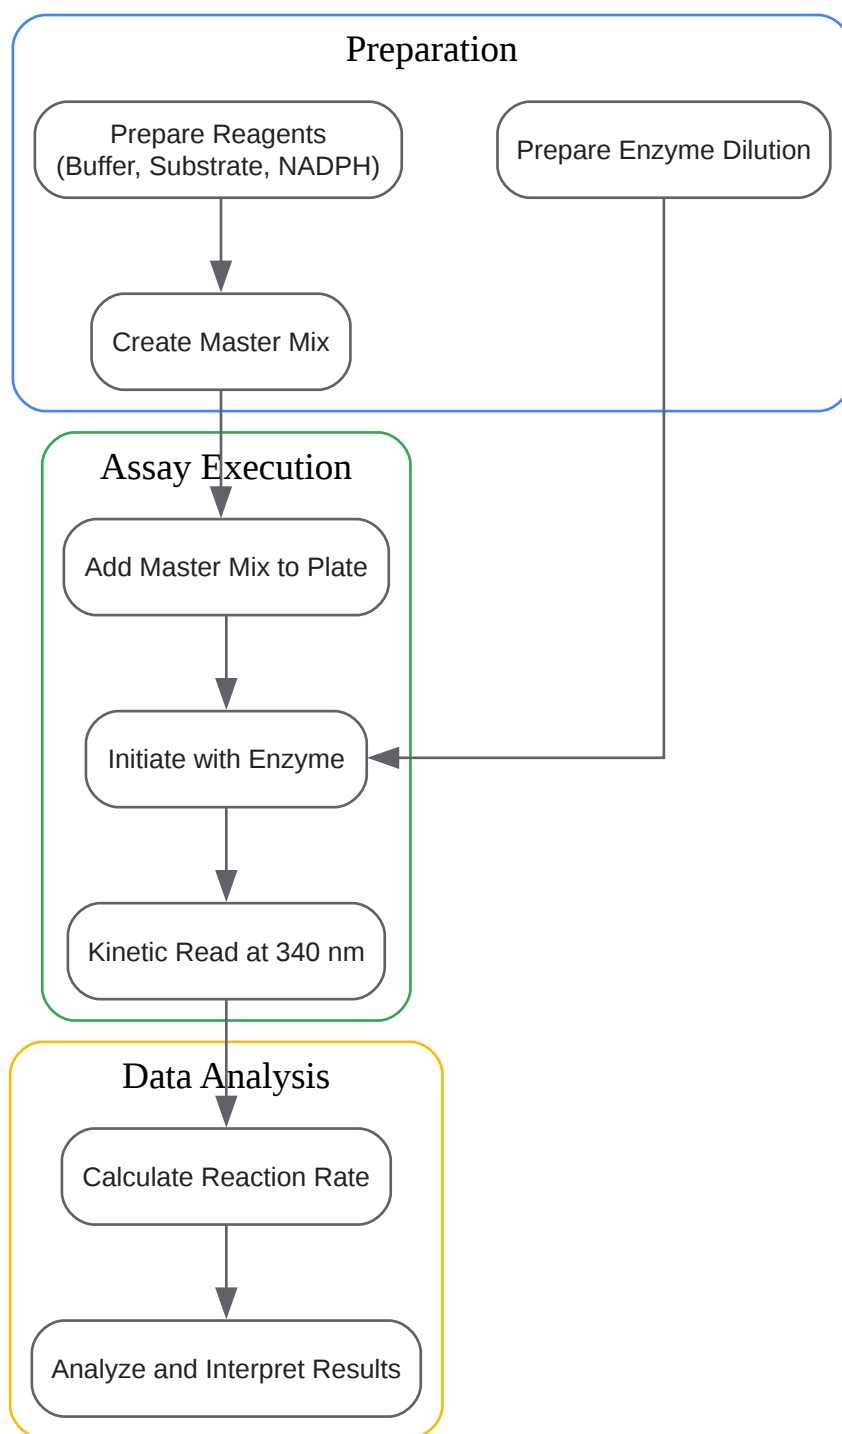 Preparation
Prepare Reagents
(Buffer, Substrate, NADPH)
Prepare Enzyme Dilution
Create Master Mix
Assay Execution
Add Master Mix to Plate
Initiate with Enzyme
Kinetic Read at 340 nm
Data Analysis
Calculate Reaction Rate
Analyze and Interpret Results